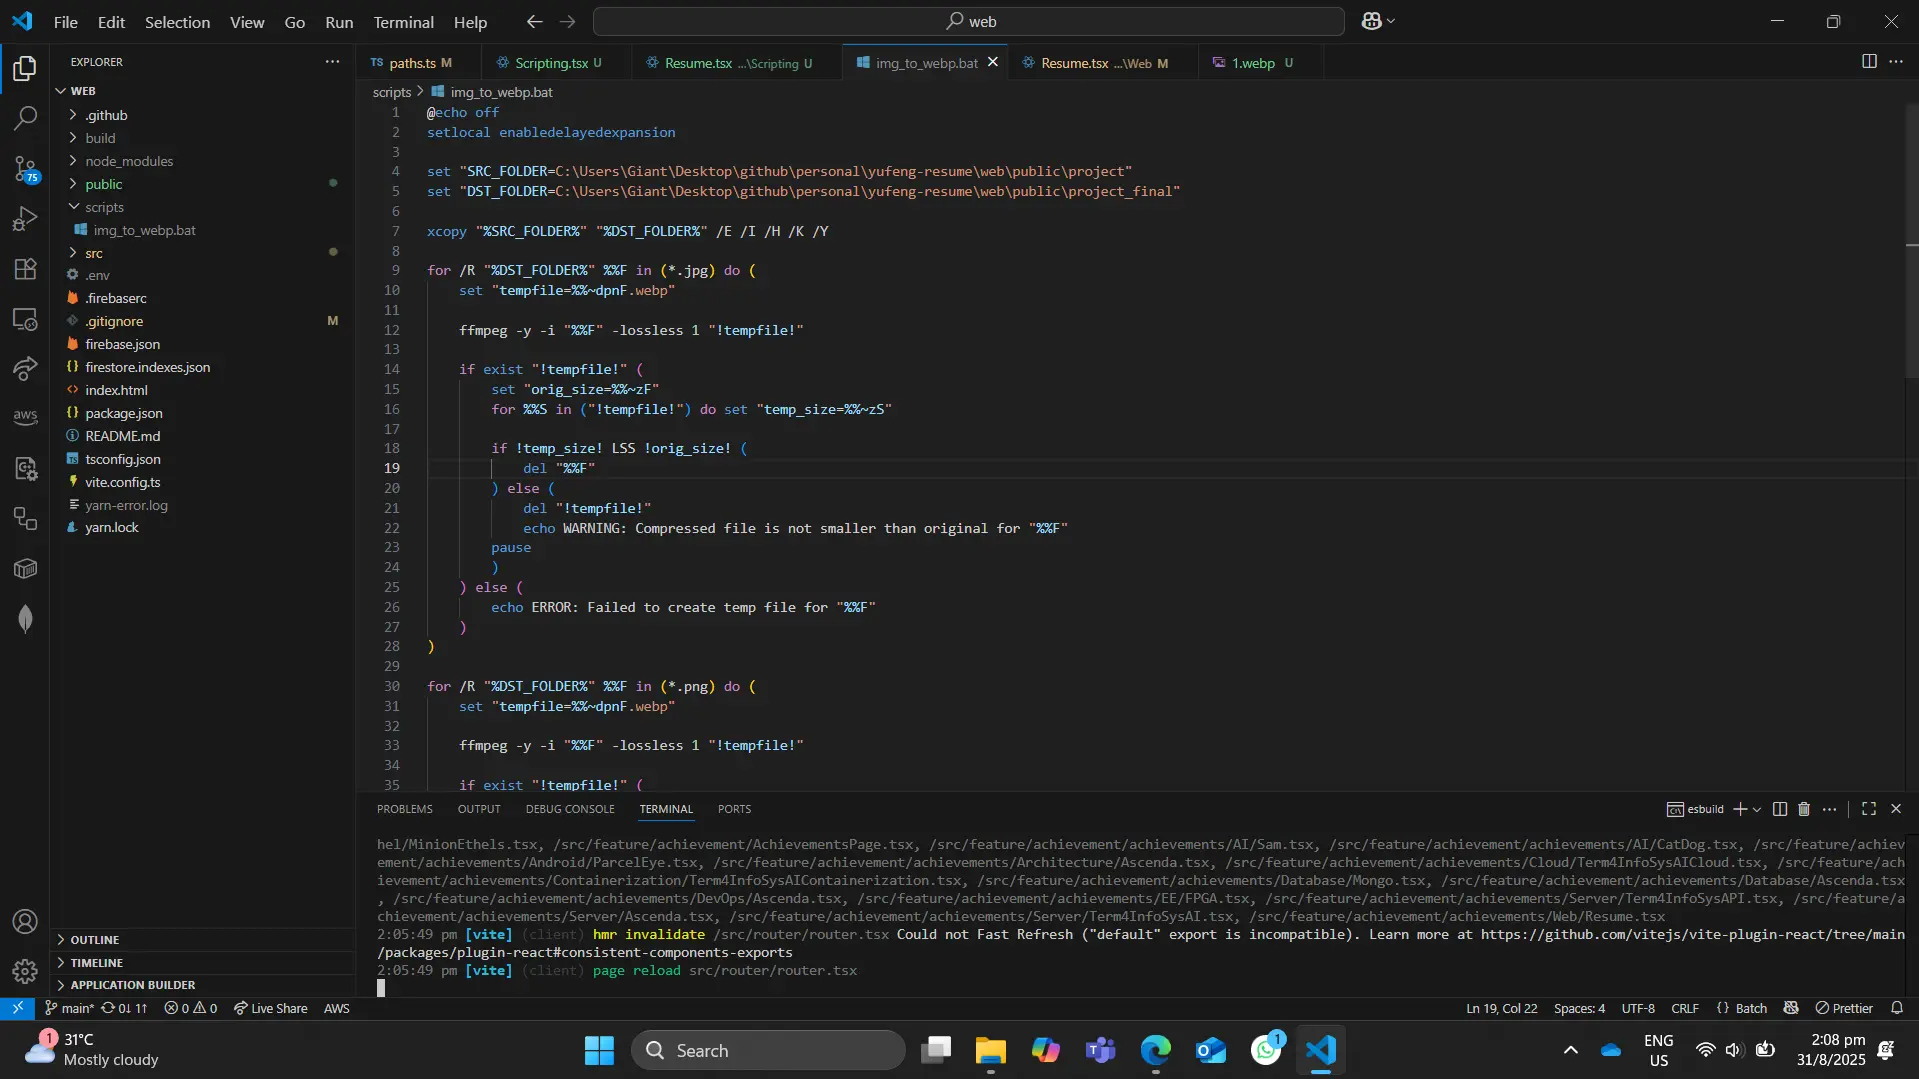 File Edit Selection View Go Run Terminal Help
web
EXPLORER
WEB
.github
build
node_modules
public
scripts
img_to_webp.bat
src
.env
.firebaserc
.gitignore M
firebase.json
firestore.indexes.json
index.html
package.json
README.md
tsconfig.json
vite.config.ts
yarn-error.log
yarn.lock
OUTLINE
TIMELINE
APPLICATION BUILDER
75
aws
TS paths.ts M
Scripting.tsx U
Resume.tsx ...\Scripting U
img_to_webp.bat
Resume.tsx ...\Web M
1.webp U
scripts > img_to_webp.bat
1 @echo off
2 setlocal enabledelayedexpansion
3
4 set "SRC_FOLDER=C:\Users\Giant\Desktop\github\personal\yufeng-resume\web\public\project"
5 set "DST_FOLDER=C:\Users\Giant\Desktop\github\personal\yufeng-resume\web\public\project_final"
6
7 xcopy "%SRC_FOLDER%" "%DST_FOLDER%" /E /I /H /K /Y
8
9 for /R "%DST_FOLDER%" %%F in (*.jpg) do (
10 set "tempfile=%%~dpnF.webp"
11
12 ffmpeg -y -i "%%F" -lossless 1 "!tempfile!"
13
14 if exist "!tempfile!" (
15 set "orig_size=%%~zF"
16 for %%S in ("!tempfile!") do set "temp_size=%%~zS"
17
18 if !temp_size! LSS !orig_size! (
19 del "%%F"
20 ) else (
21 del "!tempfile!"
22 echo WARNING: Compressed file is not smaller than original for "%%F"
23 pause
24 )
25 ) else (
26 echo ERROR: Failed to create temp file for "%%F"
27 )
28 )
29
30 for /R "%DST_FOLDER%" %%F in (*.png) do (
31 set "tempfile=%%~dpnF.webp"
32
33 ffmpeg -y -i "%%F" -lossless 1 "!tempfile!"
34
35 if exist "!tempfile!" (
PROBLEMS OUTPUT DEBUG CONSOLE TERMINAL PORTS
esbuild
hel/MinionEthels.tsx, /src/feature/achievement/AchievementsPage.tsx, /src/feature/achievement/achievements/AI/Sam.tsx, /src/feature/achievement/achievements/AI/CatDog.tsx, /src/feature/achiev
ement/achievements/Android/ParcelEye.tsx, /src/feature/achievement/achievements/Architecture/Ascenda.tsx, /src/feature/achievement/achievements/Cloud/Term4InfoSysAICloud.tsx, /src/feature/ach
ievement/achievements/Containerization/Term4InfoSysAIContainerization.tsx, /src/feature/achievement/achievements/Database/Mongo.tsx, /src/feature/achievement/achievements/Database/Ascenda.tsx
, /src/feature/achievement/achievements/DevOps/Ascenda.tsx, /src/feature/achievement/achievements/EE/FPGA.tsx, /src/feature/achievement/achievements/Server/Term4InfoSysAPI.tsx, /src/feature/a
chievement/achievements/Server/Ascenda.tsx, /src/feature/achievement/achievements/Server/Term4InfoSysAI.tsx, /src/feature/achievement/achievements/Web/Resume.tsx
2:05:49 pm [vite] (client) hmr invalidate /src/router/router.tsx Could not Fast Refresh ("default" export is incompatible). Learn more at https://github.com/vitejs/vite-plugin-react/tree/main
/packages/plugin-react#consistent-components-exports
2:05:49 pm [vite] (client) page reload src/router/router.tsx
main* 0↓ 1↑ 0 0 Live Share AWS
Ln 19, Col 22 Spaces: 4 UTF-8 CRLF {} Batch Prettier
1
31°C
Mostly cloudy
Search
1
ENG
US
2:08 pm
31/8/2025